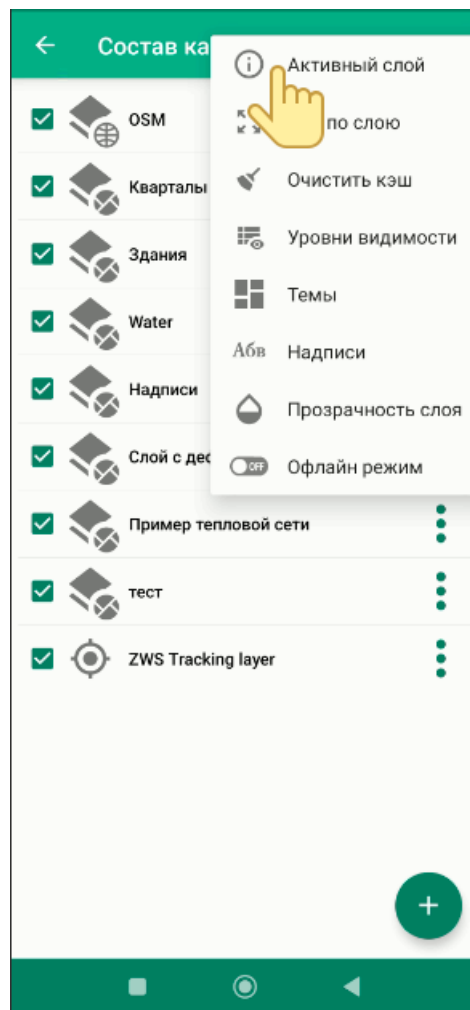 Состав ка
Активный слой
OSM
по слою
Кварталы
Очистить кэш
Здания
Уровни видимости
Water
Темы
Надписи
Абв Надписи
Прозрачность слоя
Слой с дес
OFF Офлайн режим
Пример тепловой сети
тест
ZWS Tracking layer